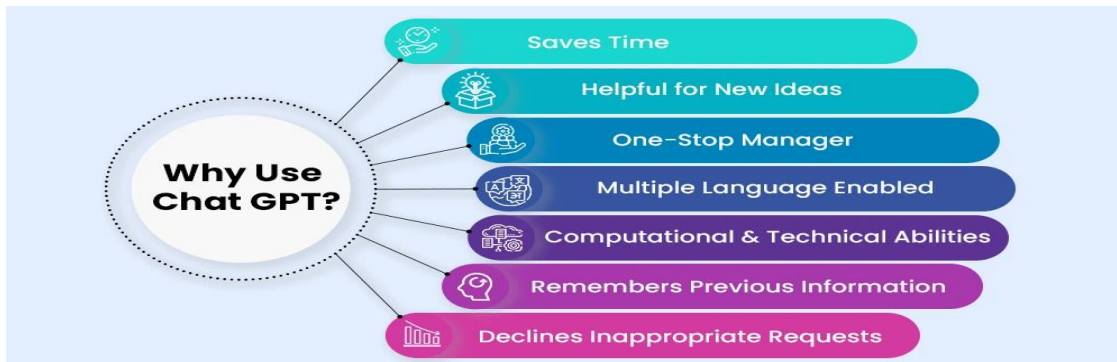 Why Use
Chat GPT?
Saves Time
Helpful for New Ideas
One-Stop Manager
Multiple Language Enabled
Computational & Technical Abilities
Remembers Previous Information
Declines Inappropriate Requests